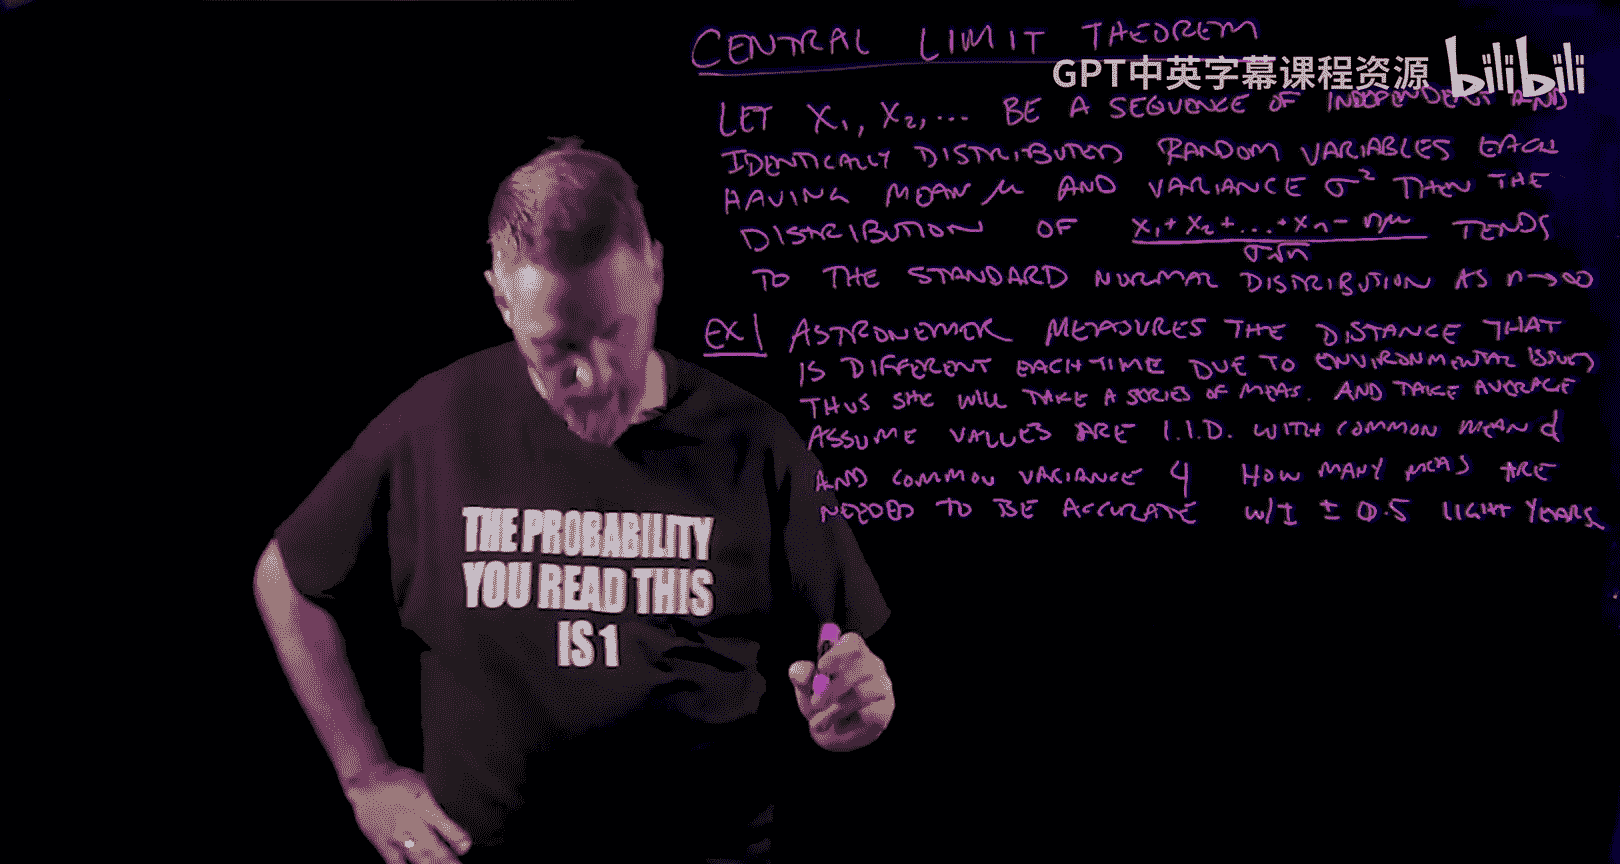 CENTRAL LIMIT THEOREM
GPT中英字幕课程资源 bilibili
LET X₁, X₂, ... BE A SEQUENCE OF INDEPENDENT AND
IDENTICALLY DISTRIBUTED RANDOM VARIABLES EACH
HAVING MEAN μ AND VARIANCE σ² THEN THE
DISTRIBUTION OF (X₁ + X₂ + ... + Xₙ - nμ) / (σ√n) TENDS
TO THE STANDARD NORMAL DISTRIBUTION AS n→∞
EX 1 ASTRONEMER MEASURES THE DISTANCE THAT
IS DIFFERENT EACH TIME DUE TO ENVIRONMENTAL ISSUES
THUS SHE WILL TAKE A SERIES OF MEAS. AND TAKE AVERAGE
ASSUME VALUES ARE I.I.D. WITH COMMON MEAN d
AND COMMON VARIANCE 4 HOW MANY MEAS ARE
NEEDED TO BE ACCURATE W/I ± 0.5 LIGHT YEARS
THE PROBABILITY
YOU READ THIS
IS 1